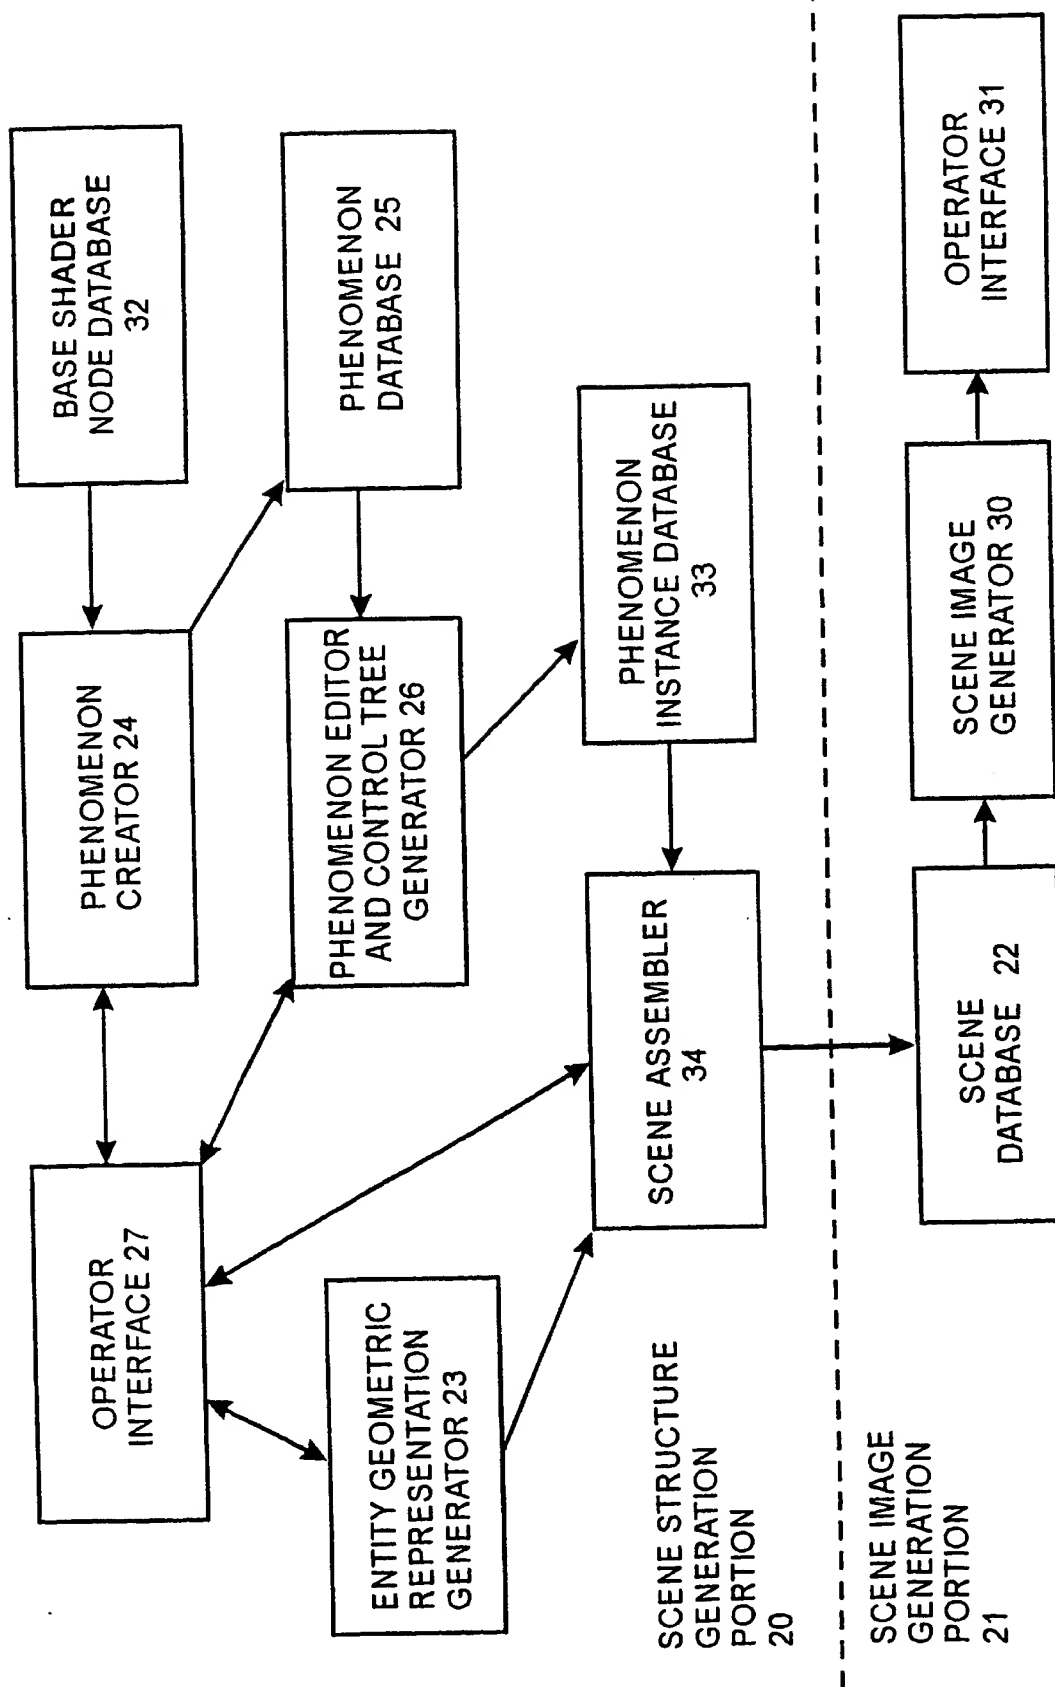 OPERATOR
INTERFACE 27
PHENOMENON
CREATOR 24
BASE SHADER
NODE DATABASE
32
ENTITY GEOMETRIC
REPRESENTATION
GENERATOR 23
PHENOMENON EDITOR
AND CONTROL TREE
GENERATOR 26
PHENOMENON
DATABASE 25
SCENE ASSEMBLER
34
PHENOMENON
INSTANCE DATABASE
33
SCENE STRUCTURE
GENERATION
PORTION
20
SCENE IMAGE
GENERATION
PORTION
21
SCENE
DATABASE 22
SCENE IMAGE
GENERATOR 30
OPERATOR
INTERFACE 31